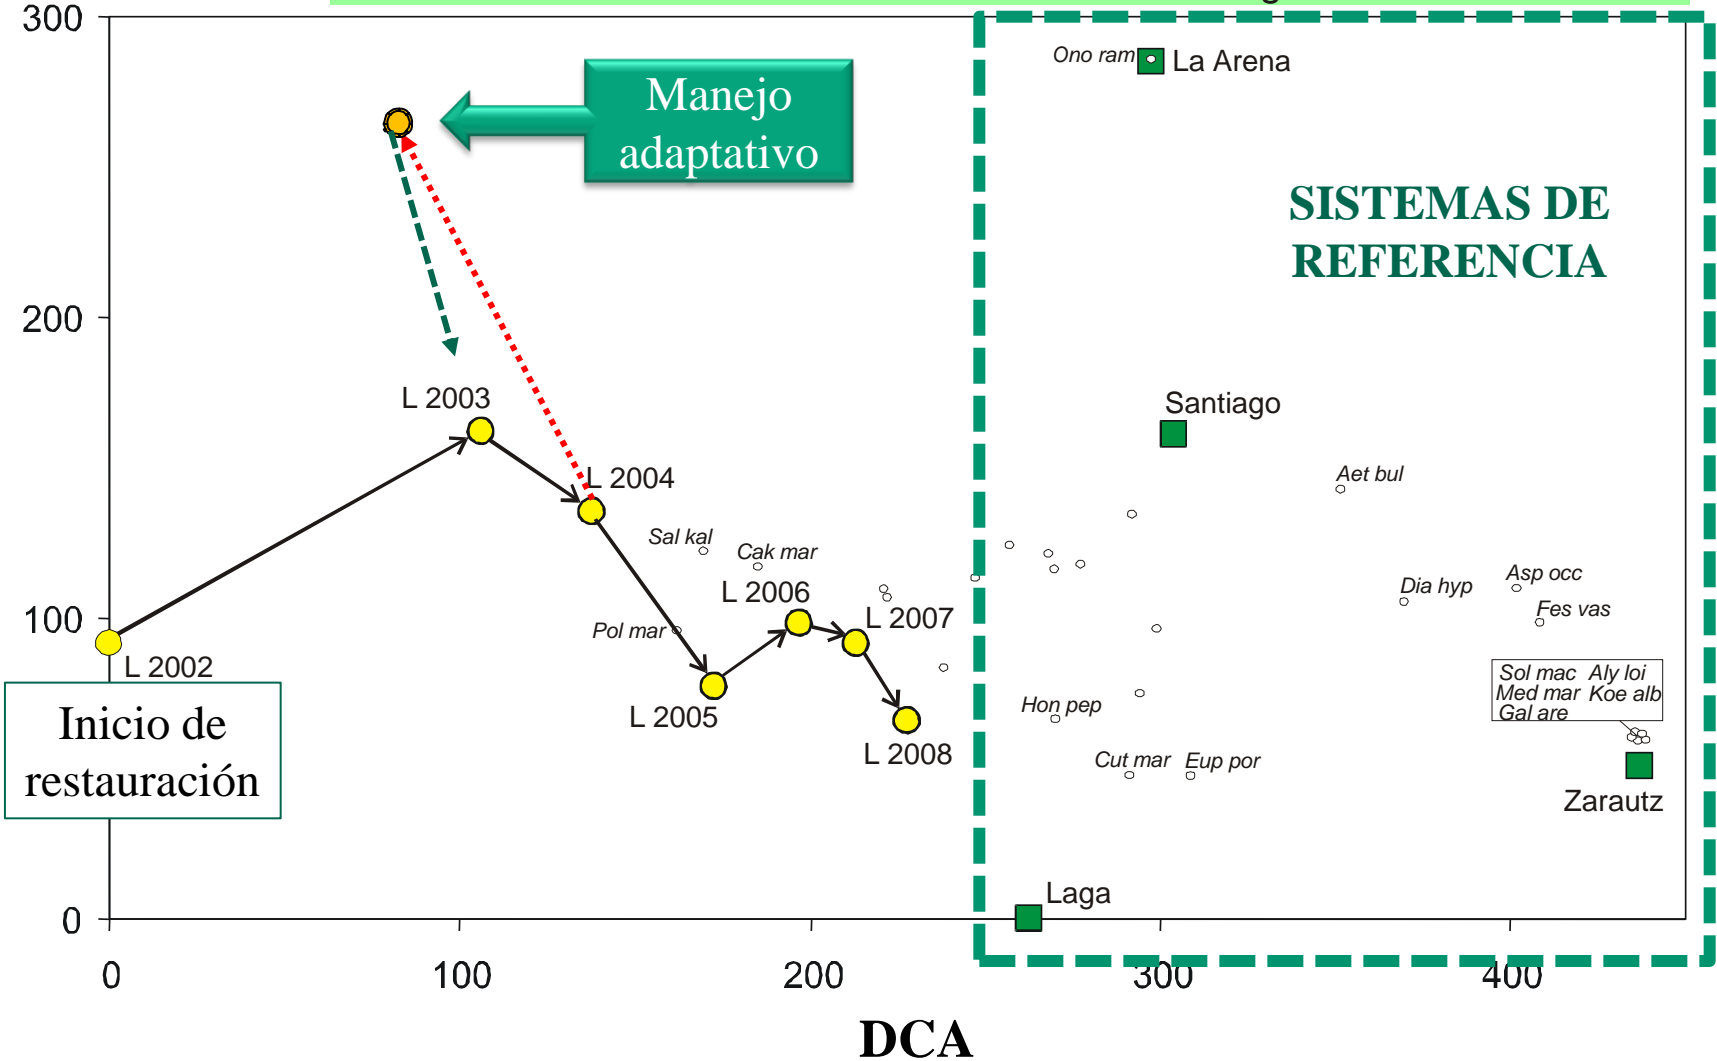 300
Ono ram
La Arena
Manejo
adaptativo
SISTEMAS DE
REFERENCIA
200
L 2003
Santiago
L 2004
Aet bul
Sal kal
Cak mar
Asp occ
Dia hyp
L 2006
Fes vas
100
L 2007
Pol mar
L 2002
Sol mac Aly loi
Med mar Koe alb
Gal are
Inicio de
restauración
Hon pep
L 2005
L 2008
Cut mar
Eup por
Zarautz
Laga
0
0
100
200
300
400
DCA